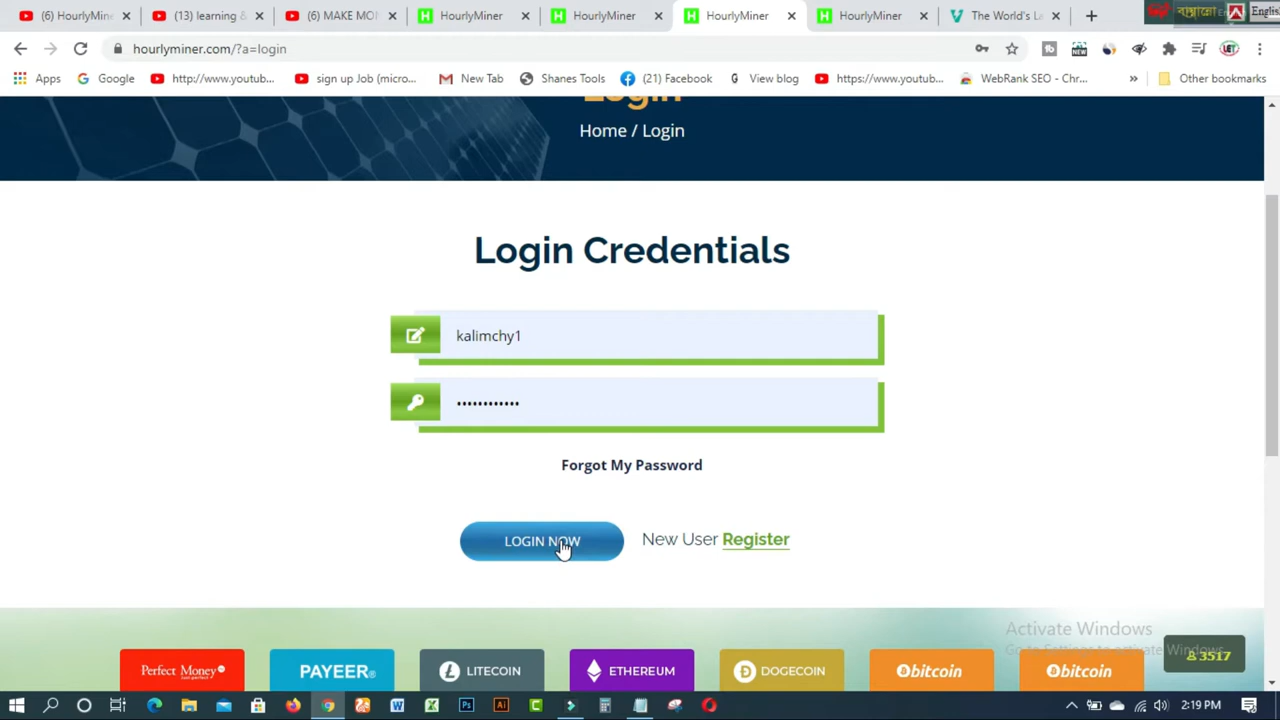 (6) HourlyMin
(13) learning &
(6) MAKE MO
HourlyMiner
HourlyMiner
HourlyMiner
HourlyMiner
The World's La
English
hourlyminer.com/?a=login
Apps
Google
http://www.youtub...
sign up Job (micro...
New Tab
Shanes Tools
(21) Facebook
View blog
https://www.youtub...
WebRank SEO - Chr...
»
Other bookmarks
Login
Home / Login
Login Credentials
kalimchy1
••••••••••••
Forgot My Password
LOGIN NOW
New User Register
Activate Windows
Perfect Money
PAYEER
LITECOIN
ETHEREUM
DOGECOIN
bitcoin
bitcoin
3517
2:19 PM